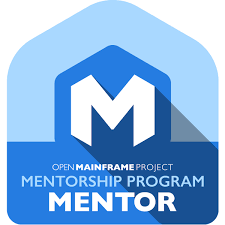 M
OPEN MAINFRAME PROJECT
MENTORSHIP PROGRAM
MENTOR